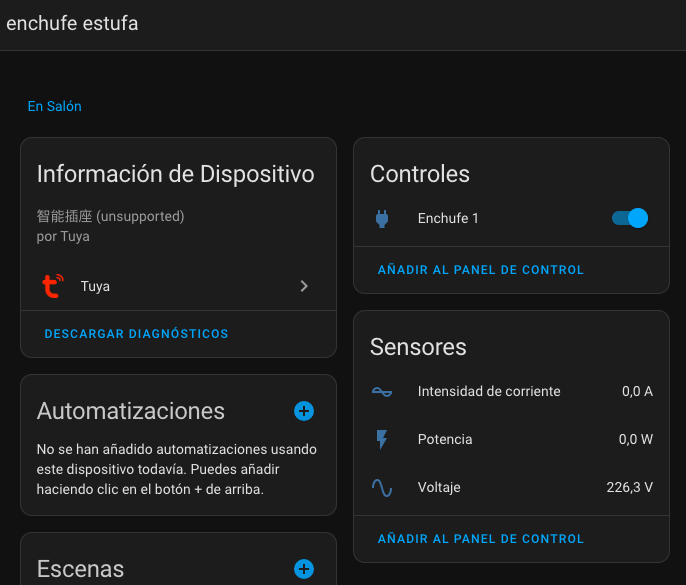 enchufe estufa
En Salón
Información de Dispositivo
智能插座 (unsupported)
por Tuya
Tuya
DESCARGAR DIAGNÓSTICOS
Automatizaciones
No se han añadido automatizaciones usando
este dispositivo todavía. Puedes añadir
haciendo clic en el botón + de arriba.
Escenas
Controles
Enchufe 1
AÑADIR AL PANEL DE CONTROL
Sensores
Intensidad de corriente 0,0 A
Potencia 0,0 W
Voltaje 226,3 V
AÑADIR AL PANEL DE CONTROL